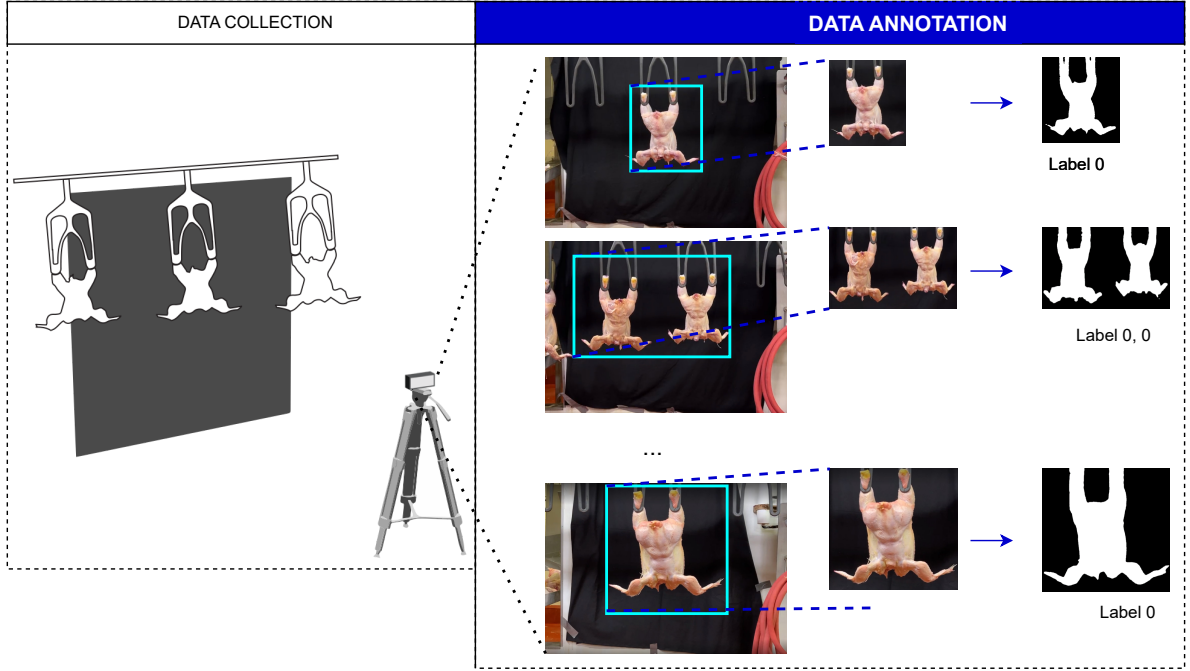 DATA COLLECTION
DATA ANNOTATION
Label 0
Label 0, 0
...
Label 0